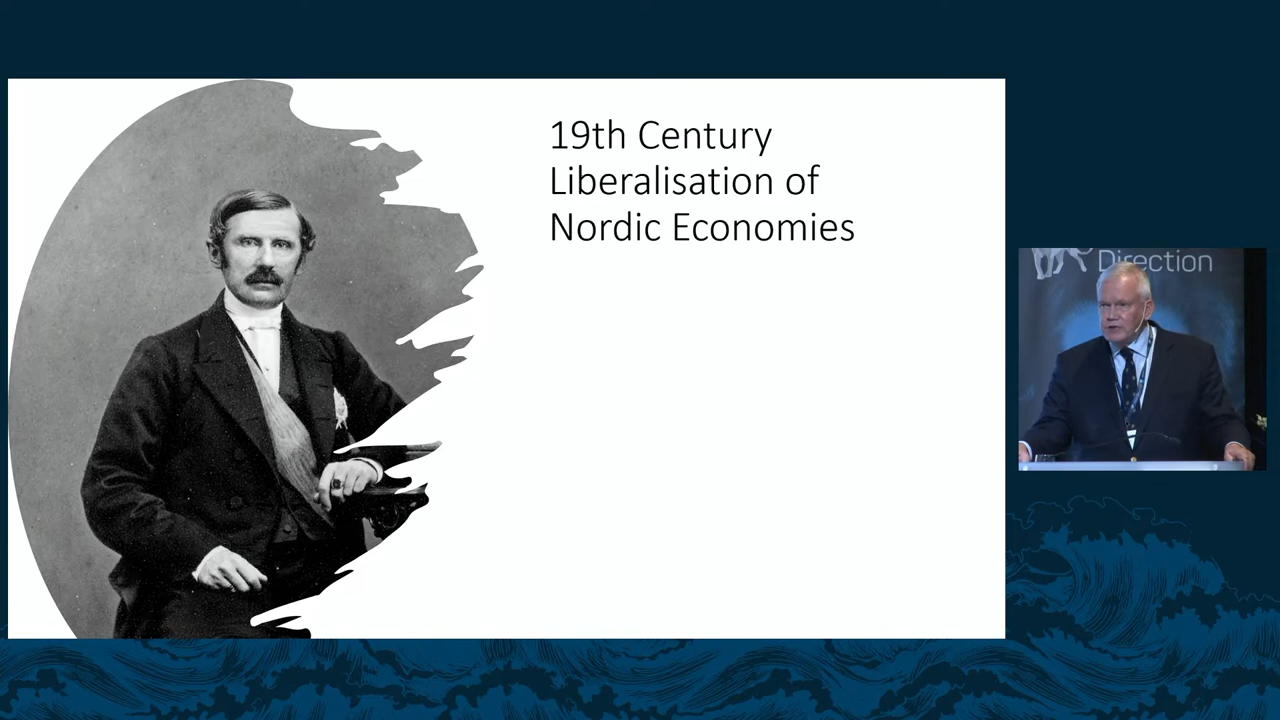 19th Century
Liberalisation of
Nordic Economies
Direction